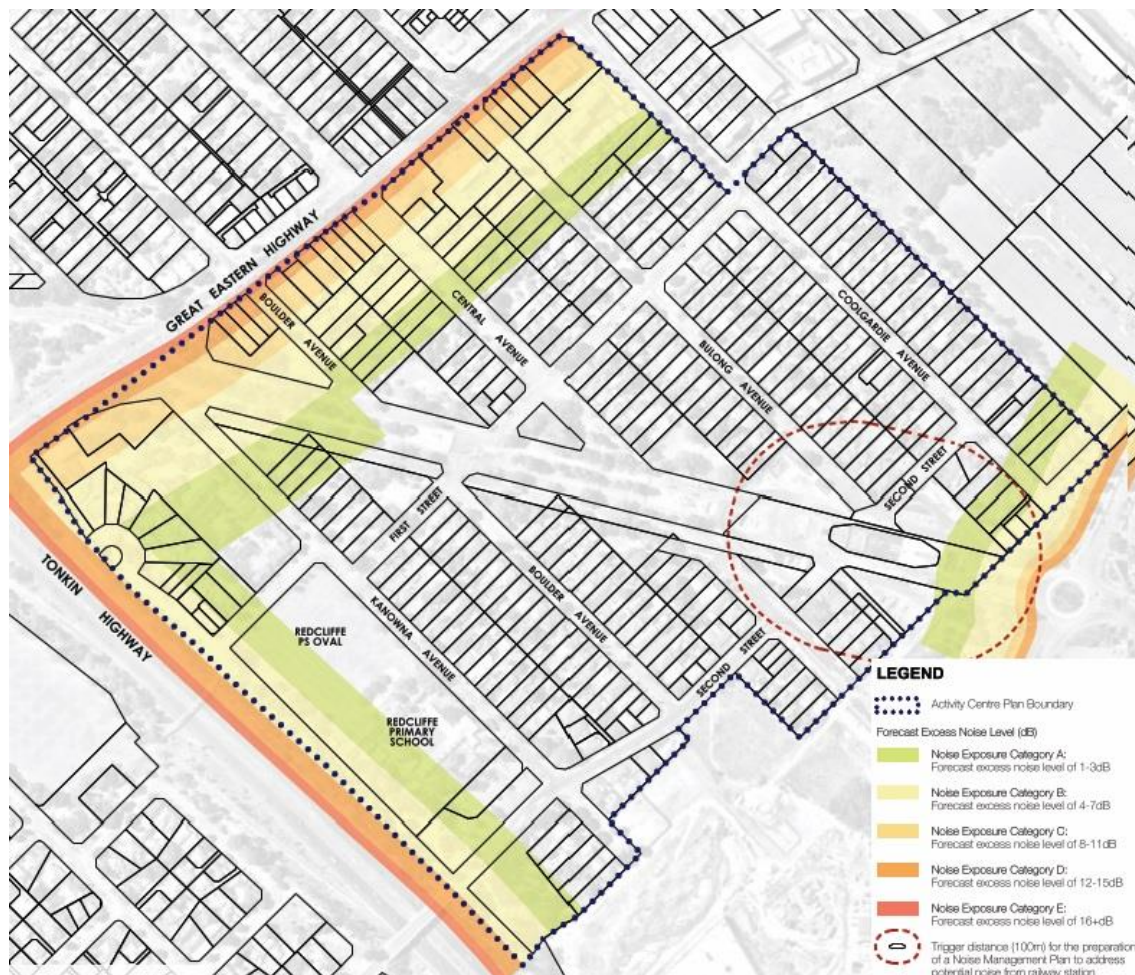 GREAT EASTERN HIGHWAY
BOULDER
AVENUE
CENTRAL
AVENUE
COOLGARDIE
AVENUE
BULONG
AVENUE
SECOND STREET
FIRST STREET
BOULDER
AVENUE
KANOWNA
AVENUE
SECOND STREET
TONKIN
HIGHWAY
REDCLIFFE
PS OVAL
REDCLIFFE
PRIMARY
SCHOOL
LEGEND
Activity Centre Plan Boundary
Forecast Excess Noise Level (dB)
Noise Exposure Category A:
Forecast excess noise level of 1-3dB
Noise Exposure Category B:
Forecast excess noise level of 4-7dB
Noise Exposure Category C:
Forecast excess noise level of 8-11dB
Noise Exposure Category D:
Forecast excess noise level of 12-15dB
Noise Exposure Category E:
Forecast excess noise level of 16+dB
Trigger distance (100m) for the preparation
of a Noise Management Plan to address
potential noise from railway station